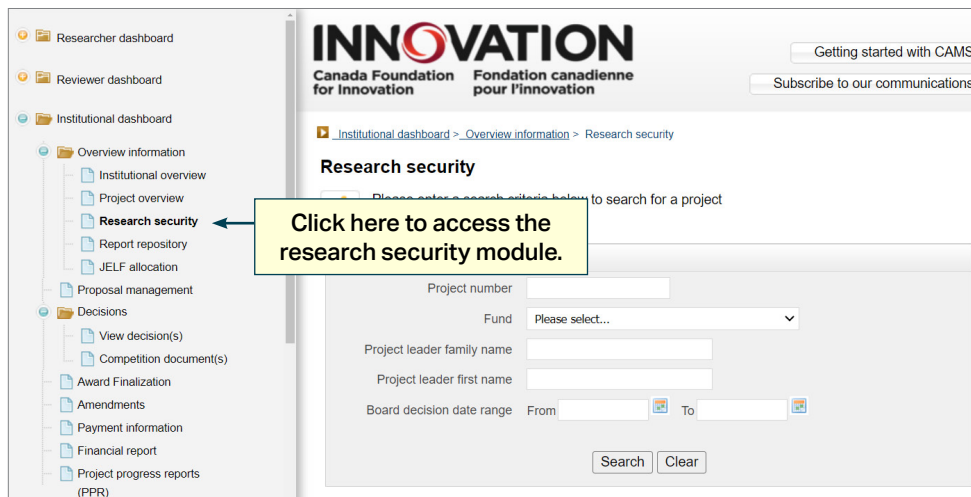 Researcher dashboard
Reviewer dashboard
Institutional dashboard
Overview information
Institutional overview
Project overview
Research security
Report repository
JELF allocation
Proposal management
Decisions
View decision(s)
Competition document(s)
Award Finalization
Amendments
Payment information
Financial report
Project progress reports
(PPR)
INNOVATION
Canada Foundation Fondation canadienne
for Innovation pour l'innovation
Getting started with CAMS
Subscribe to our communications
Institutional dashboard > Overview information > Research security
Research security
Please enter a search criteria below to search for a project
Click here to access the
research security module.
Project number
Fund Please select...
Project leader family name
Project leader first name
Board decision date range From To
Search Clear